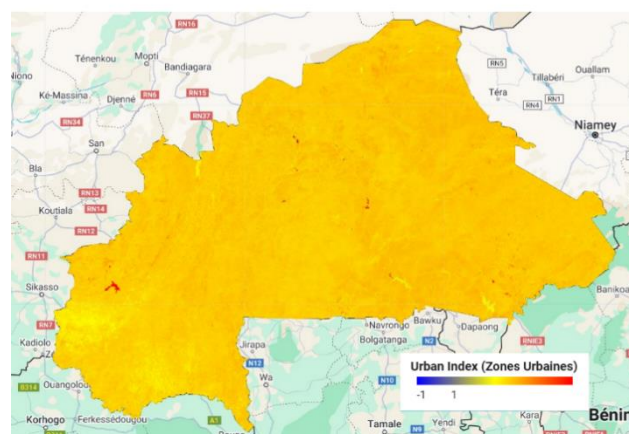 RN16
Ténenkou
Mopti
Bandiagara
Niono
RN6
Ké-Massina
Djenné
RN15
RN37
RN34
San
Bla
RN13
RN14
Koutiala
RN12
RN11
Sikasso
RN7
Kadiolo
Ouangolo
Korhogo
Ferkessédougou
A1
RN5
Tillabéri
Ouallam
Téra
RN4
RN1
Niamey
Banikoa
Navrongo
Bawku
Dapaong
Bolgatanga
N2
Jirapa
N12
Wa
N10
Tamale
N9
Kara
Bénin
Urban Index (Zones Urbaines)
-1
1